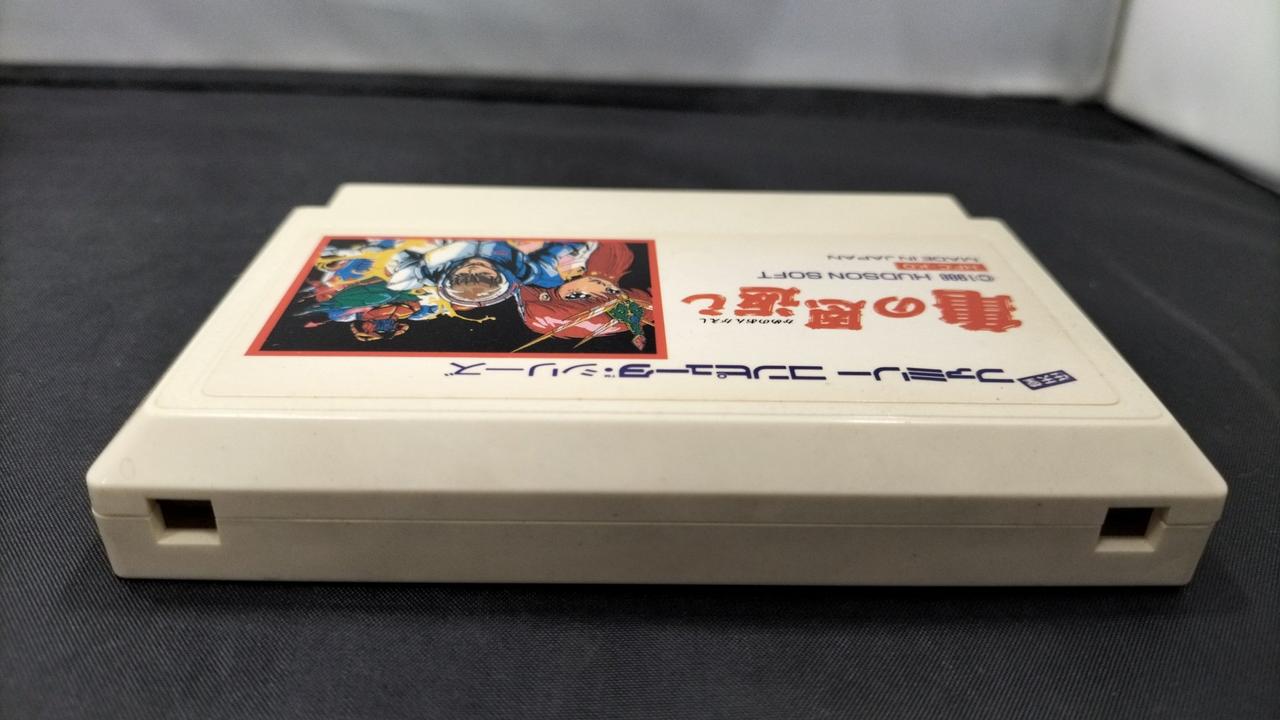 ファミリー コンピュータ・シリーズ
亀の恩返し
かめのおんがえし
©1988 HUDSON SOFT
MADE IN JAPAN